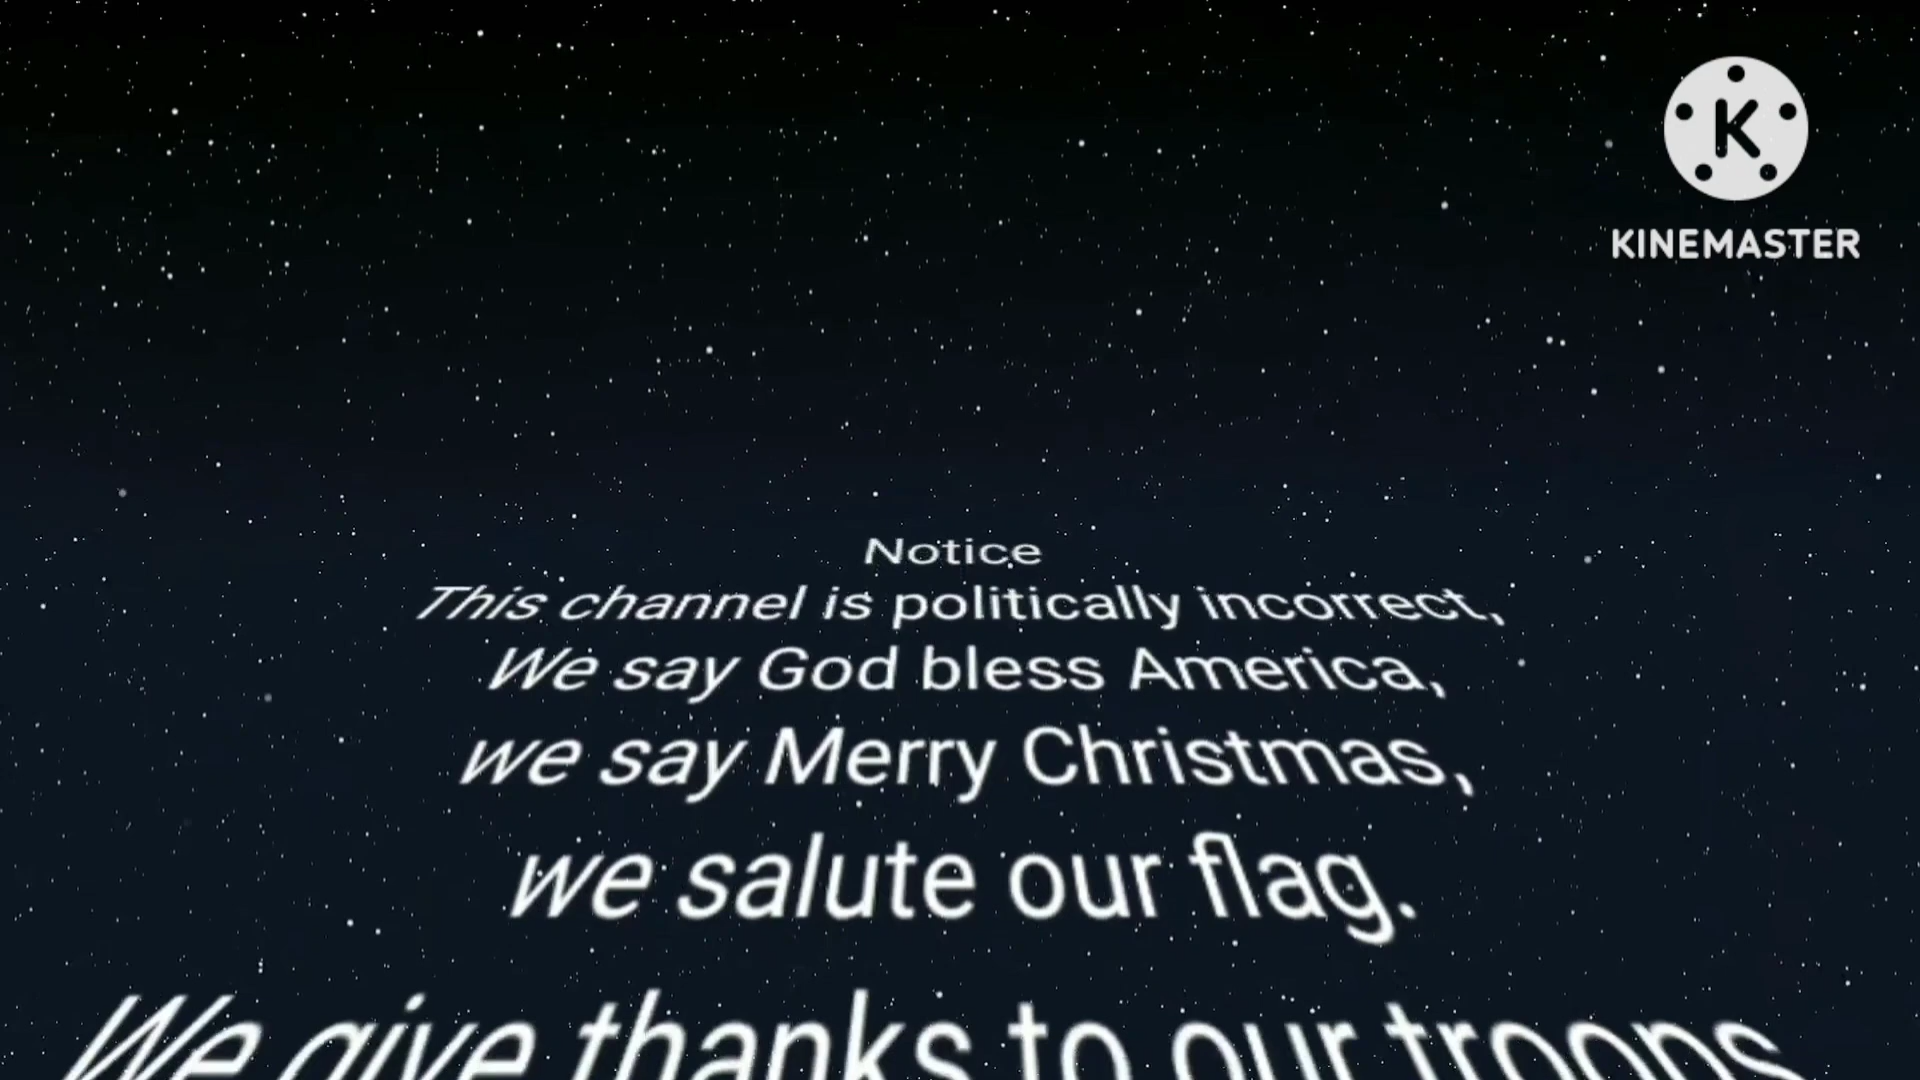 K
KINEMASTER
Notice
This channel is politically incorrect,
We say God bless America,
we say Merry Christmas,
we salute our flag.
We give thanks to our troops